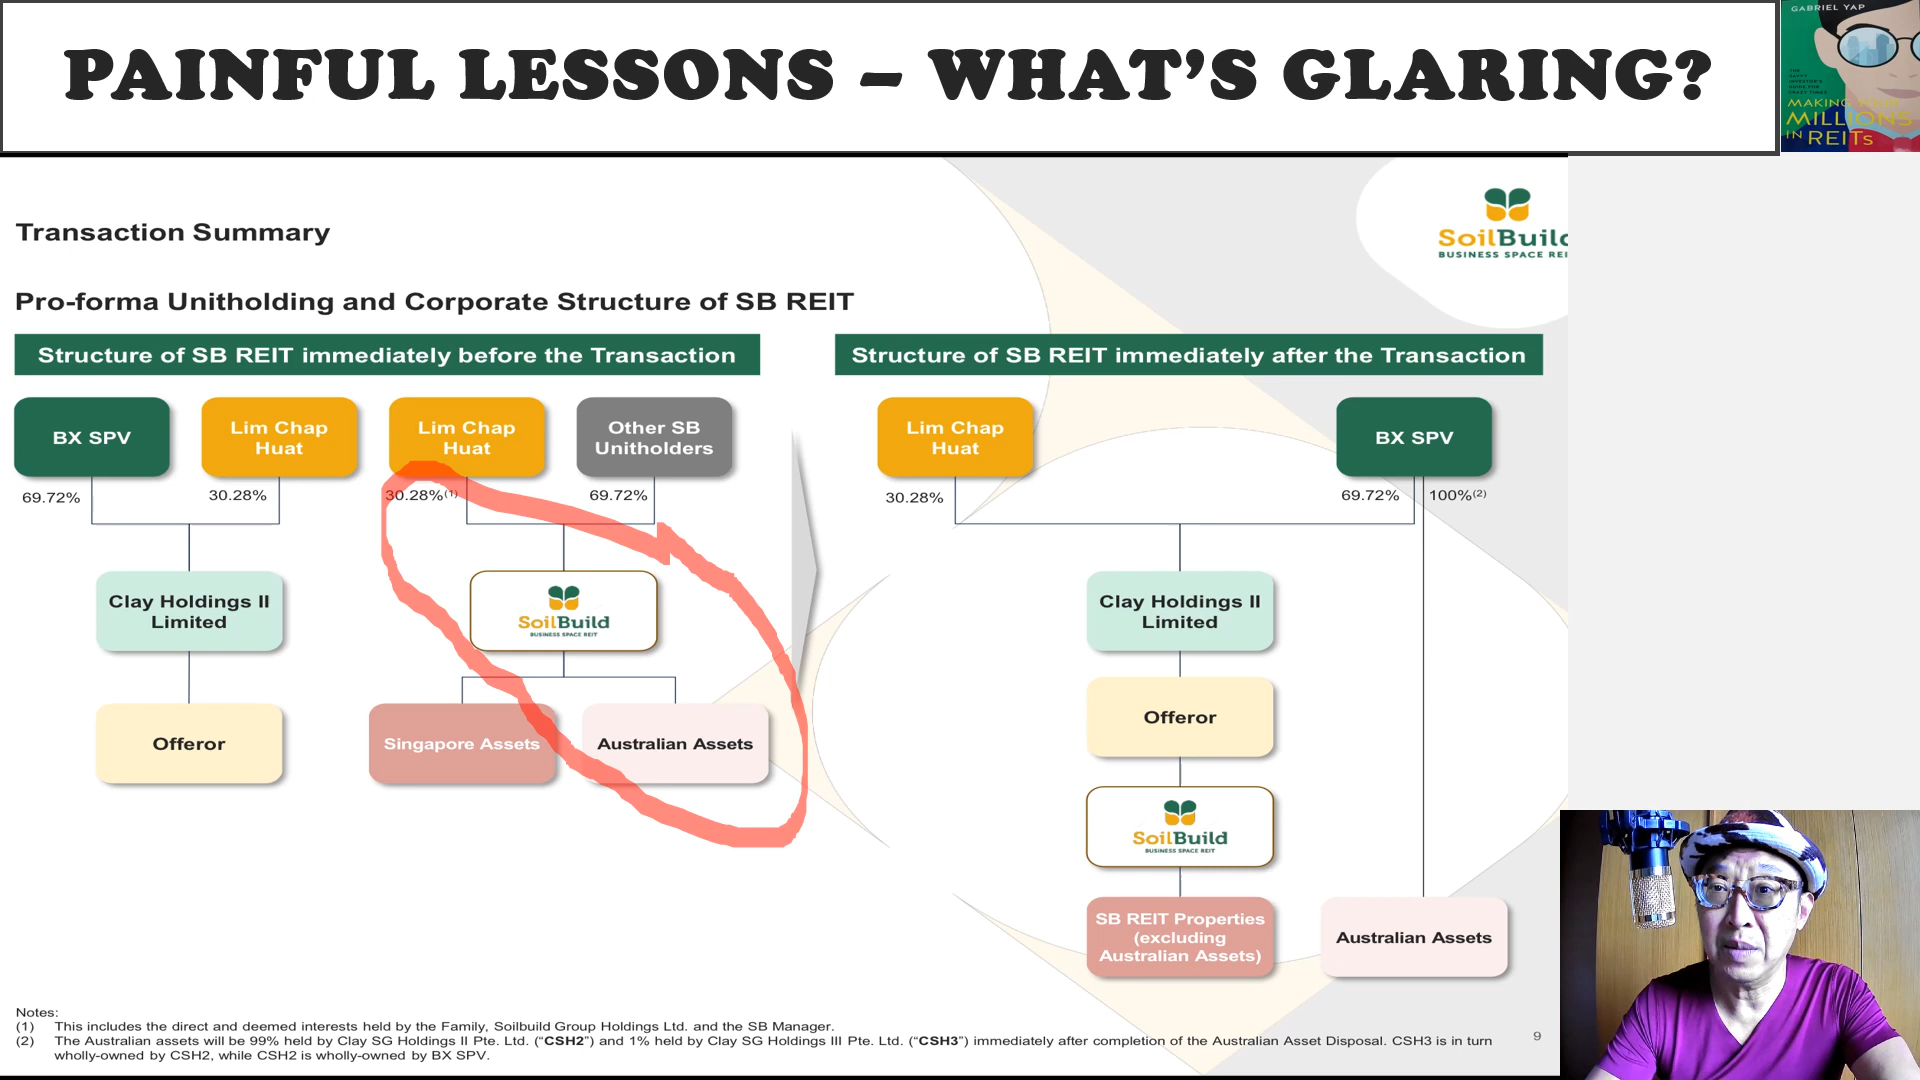 PAINFUL LESSONS – WHAT'S GLARING?
GABRIEL YAP
MAKING YOUR
MILLIONS
IN REITs
SoilBuild
BUSINESS SPACE REI
Transaction Summary
Pro-forma Unitholding and Corporate Structure of SB REIT
Structure of SB REIT immediately before the Transaction
Structure of SB REIT immediately after the Transaction
BX SPV
Lim Chap
Huat
Lim Chap
Huat
Other SB
Unitholders
69.72%
30.28%
30.28%(1)
69.72%
Clay Holdings II
Limited
SoilBuild
BUSINESS SPACE REIT
Offeror
Singapore Assets
Australian Assets
Lim Chap
Huat
BX SPV
30.28%
69.72%
100%(2)
Clay Holdings II
Limited
Offeror
SoilBuild
BUSINESS SPACE REIT
SB REIT Properties
(excluding
Australian Assets)
Australian Assets
Notes:
(1) This includes the direct and deemed interests held by the Family, Soilbuild Group Holdings Ltd. and the SB Manager.
(2) The Australian assets will be 99% held by Clay SG Holdings II Pte. Ltd. (“CSH2”) and 1% held by Clay SG Holdings III Pte. Ltd. (“CSH3”) immediately after completion of the Australian Asset Disposal. CSH3 is in turn
wholly-owned by CSH2, while CSH2 is wholly-owned by BX SPV.
9